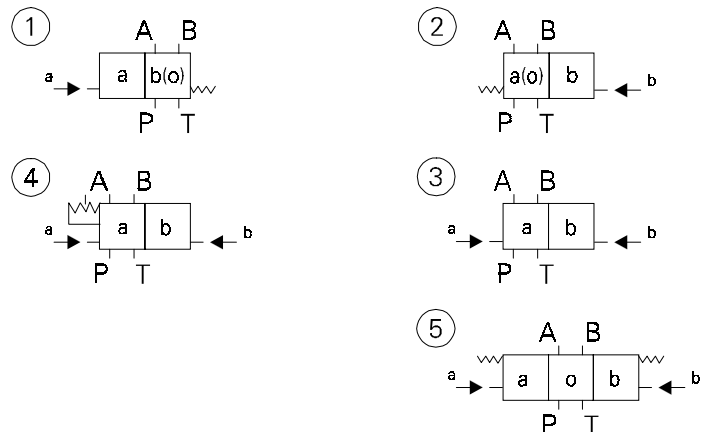 1 A B 2 A B
a a b(o) a(o) b b
P T P T
4 A B 3 A B
a a b b a a b b
P T P T
5 A B
a a o b b
P T